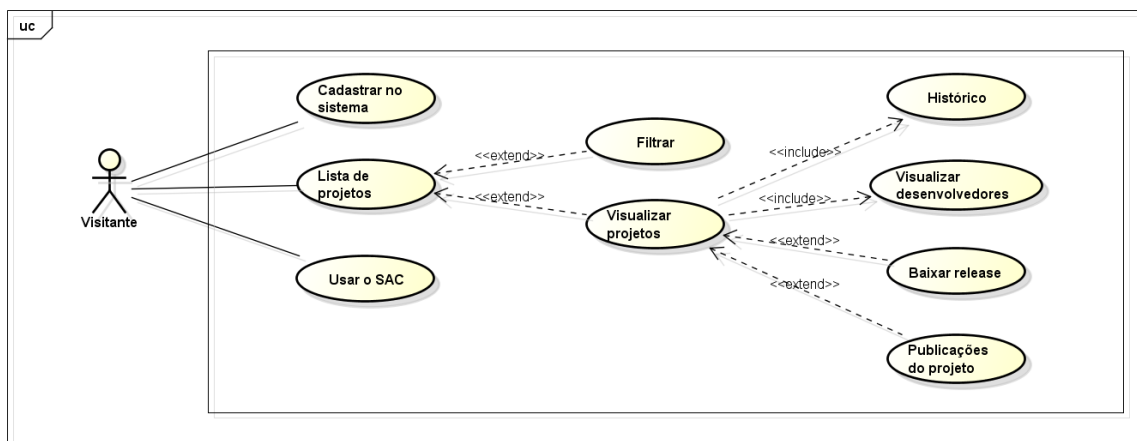 uc
Cadastrar no
sistema
Histórico
Filtrar
<<include>>
<<extend>>
Visualizar
desenvolvedores
Lista de
projetos
<<include>>
<<extend>>
Visualizar
projetos
Visitante
<<extend>>
Baixar release
Usar o SAC
<<extend>>
Publicações
do projeto